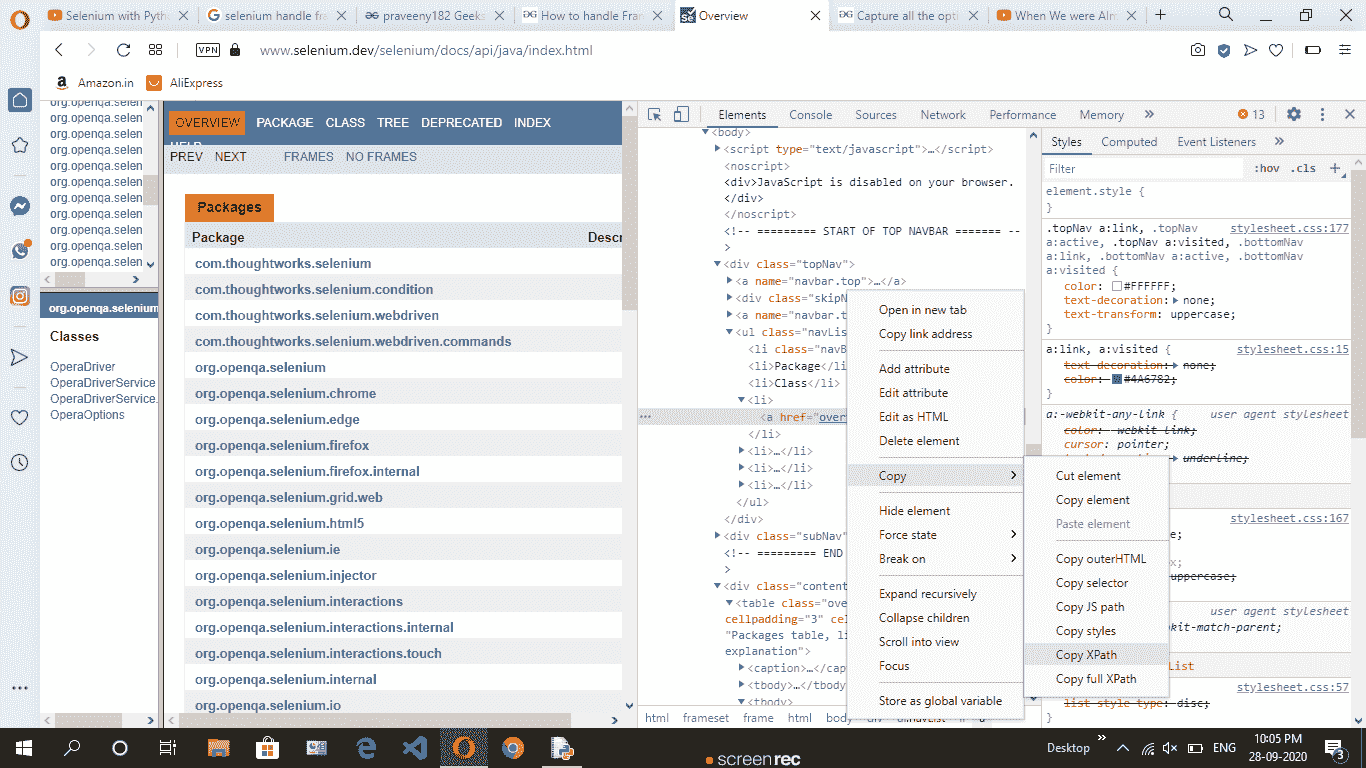 Selenium with Pyth
selenium handle fra
praveeny182 Geeks
How to handle Fran
Overview
Capture all the opti
When We were Alm
VPN
www.selenium.dev/selenium/docs/api/java/index.html
Amazon.in
AliExpress
org.openqa.selen
org.openqa.selen
org.openqa.selen
org.openqa.selen
org.openqa.selen
org.openqa.selen
org.openqa.selen
org.openqa.selen
org.openqa.selen
org.openqa.selen
org.openqa.selen
org.openqa.selenium
Classes
OperaDriver
OperaDriverService
OperaDriverService.
OperaOptions
OVERVIEW PACKAGE CLASS TREE DEPRECATED INDEX
HELP
PREV NEXT FRAMES NO FRAMES
Packages
Package Descr
com.thoughtworks.selenium
com.thoughtworks.selenium.condition
com.thoughtworks.selenium.webdriven
com.thoughtworks.selenium.webdriven.commands
org.openqa.selenium
org.openqa.selenium.chrome
org.openqa.selenium.edge
org.openqa.selenium.firefox
org.openqa.selenium.firefox.internal
org.openqa.selenium.grid.web
org.openqa.selenium.html5
org.openqa.selenium.ie
org.openqa.selenium.injector
org.openqa.selenium.interactions
org.openqa.selenium.interactions.internal
org.openqa.selenium.interactions.touch
org.openqa.selenium.internal
org.openqa.selenium.io
Elements Console Sources Network Performance Memory » 13
<body>
<script type="text/javascript">…</script>
<noscript>
<div>JavaScript is disabled on your browser.
</div>
</noscript>
<!-- ========= START OF TOP NAVBAR ======= --
>
<div class="topNav">
<a name="navbar.top">…</a>
<div class="skipN
<a name="navbar.t
<ul class="navLis
<li class="navB
<li>Package</li
<li>Class</li>
<li>
<a href="over
</li>
<li>…</li>
<li>…</li>
<li>…</li>
</ul>
</div>
<div class="subNav"
<!-- ========= END
>
<div class="content
<table class="ove
cellpadding="3" cel
"Packages table, li
explanation">
<caption>…</cap
<tbody>…</tbody
<tbody>
html frameset frame html body div ul.navList li a
Open in new tab
Copy link address
Add attribute
Edit attribute
Edit as HTML
Delete element
Copy
Hide element
Force state
Break on
Expand recursively
Collapse children
Scroll into view
Focus
Store as global variable
Cut element
Copy element
Paste element
Copy outerHTML
Copy selector
Copy JS path
Copy styles
Copy XPath
Copy full XPath
Styles Computed Event Listeners »
Filter :hov .cls +
element.style {
}
.topNav a:link, .topNav stylesheet.css:177
a:active, .topNav a:visited, .bottomNav
a:link, .bottomNav a:active, .bottomNav
a:visited {
color: #FFFFFF;
text-decoration: none;
text-transform: uppercase;
}
a:link, a:visited { stylesheet.css:15
text-decoration: none;
color: #4A6782;
}
a:-webkit-any-link { user agent stylesheet
color: -webkit-link;
cursor: pointer;
underline;
stylesheet.css:167
e;
x;
uppercase;
user agent stylesheet
kit-match-parent;
List
stylesheet.css:57
list-style-type: disc;
}
Desktop » ENG
10:05 PM
28-09-2020
3
screenrec